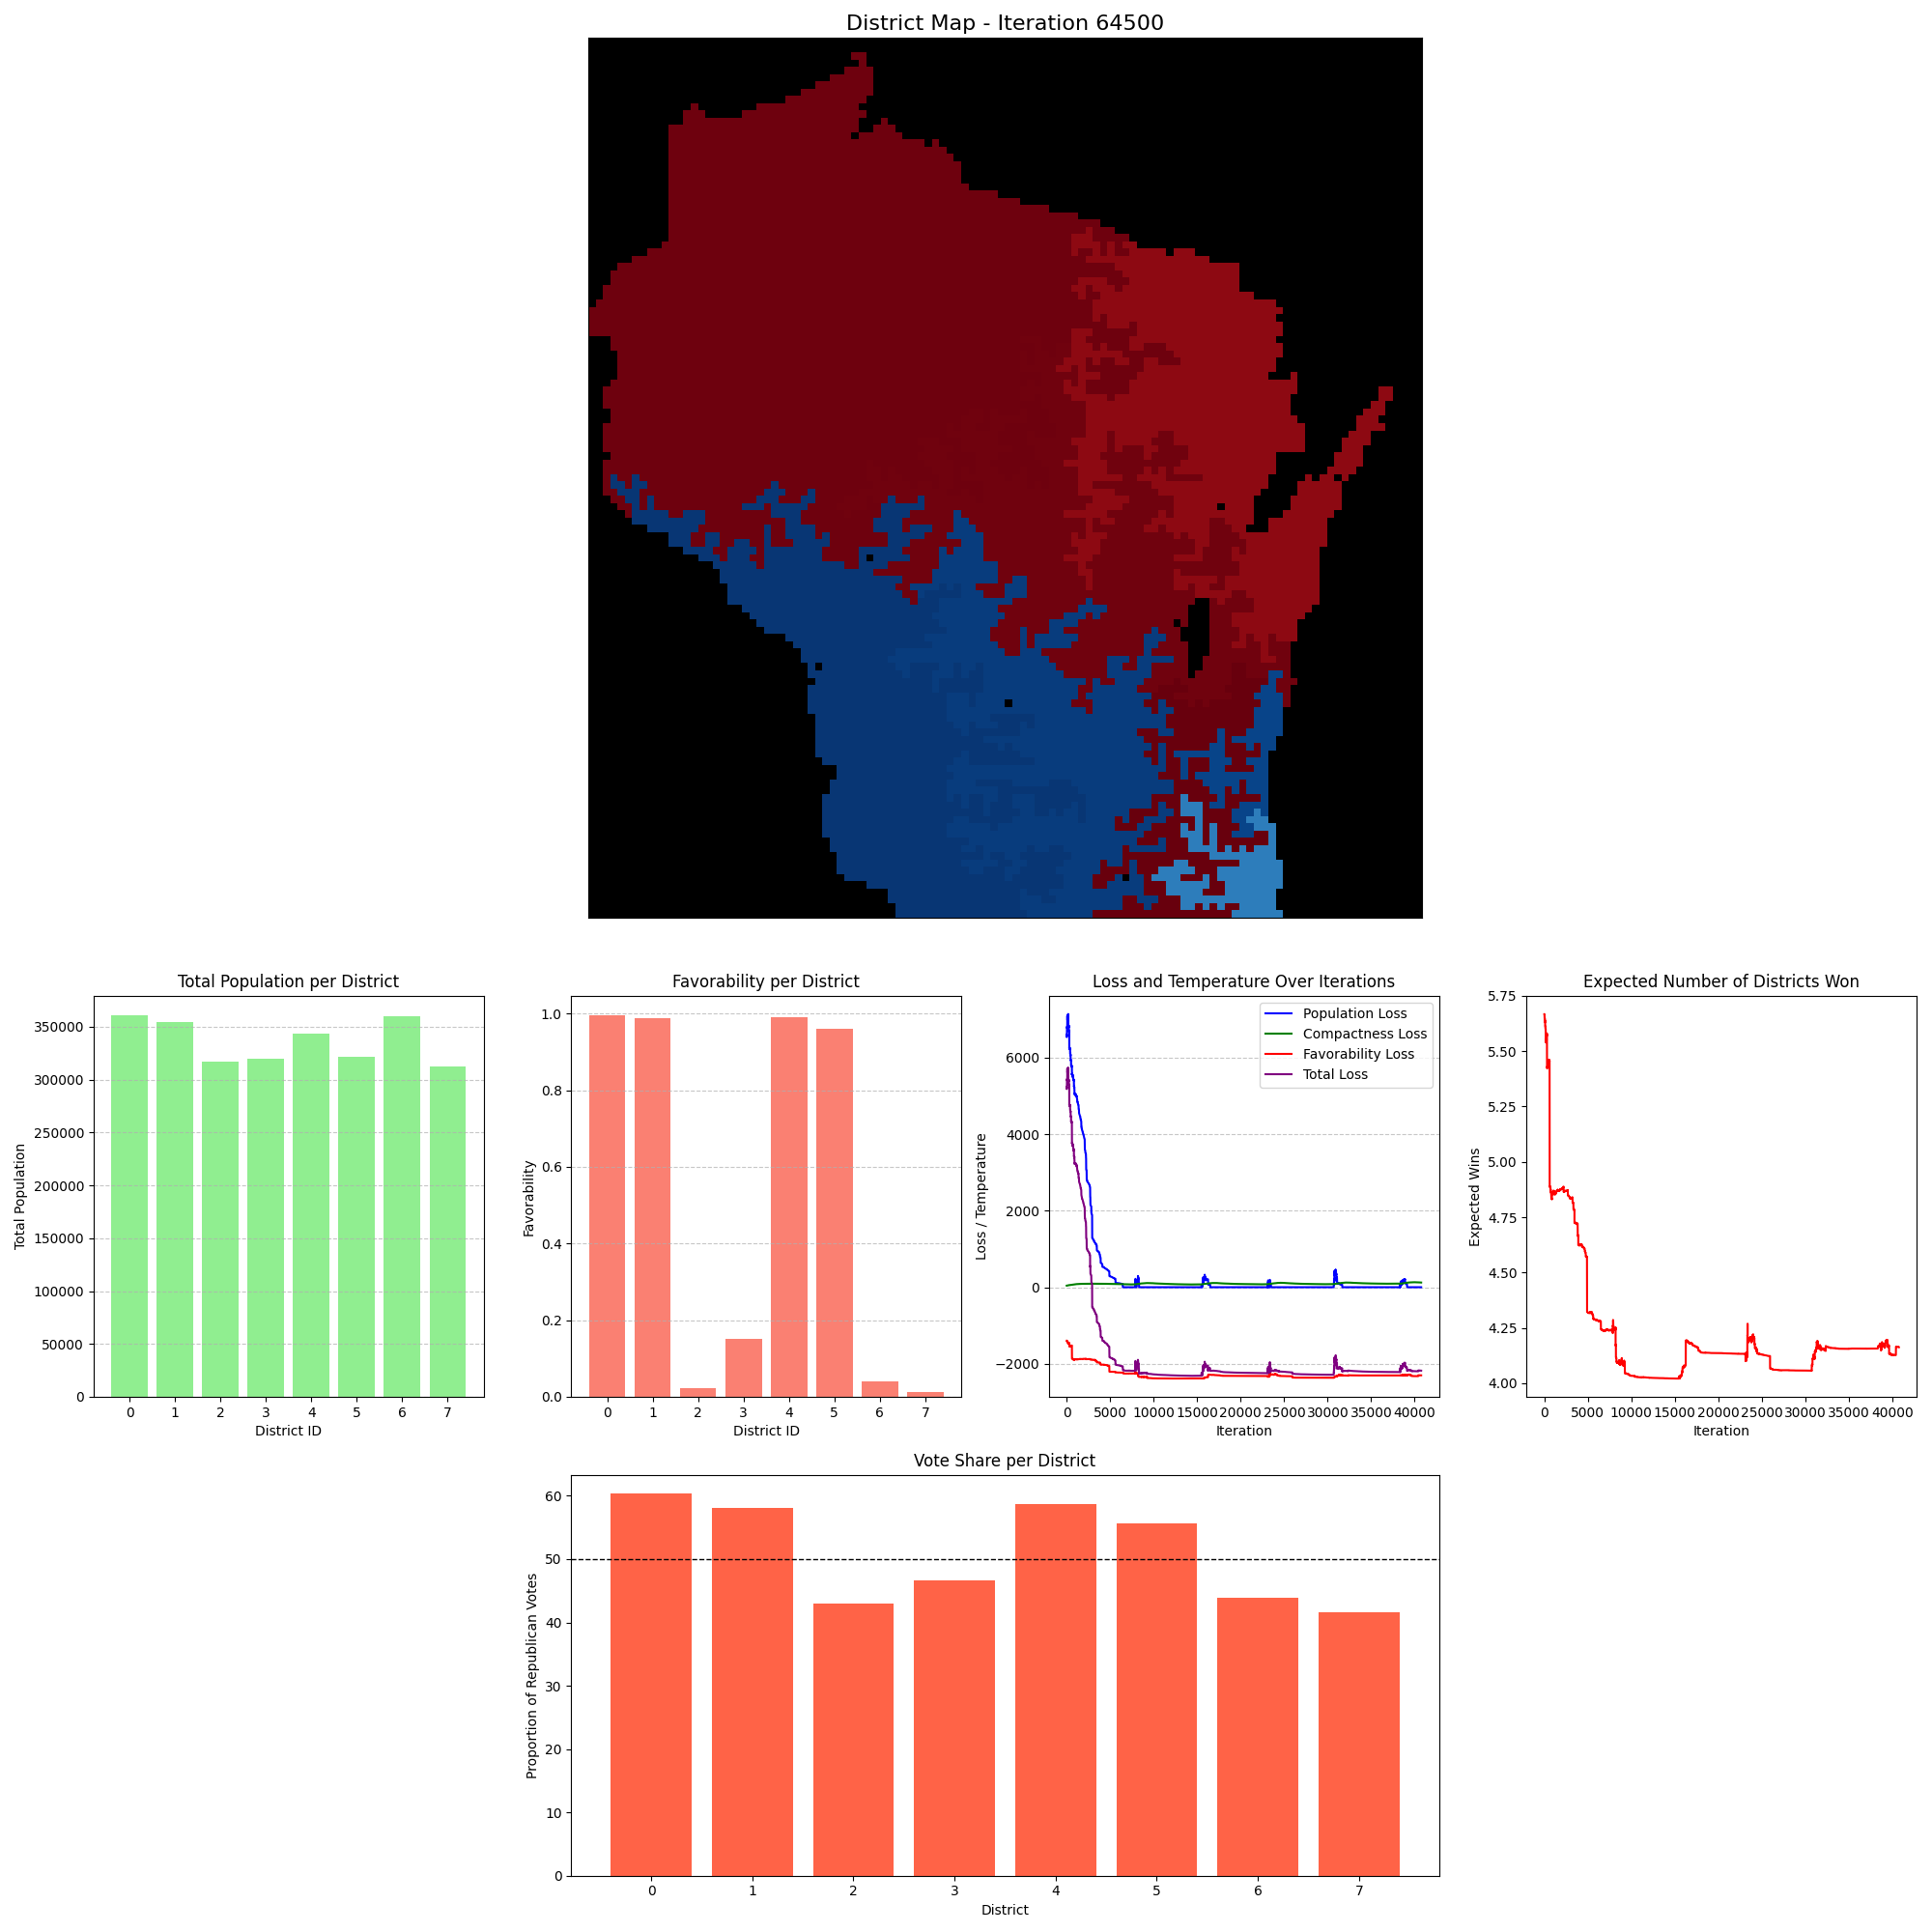 District Map - Iteration 64500
Total Population per District
Total Population
350000
300000
250000
200000
150000
100000
50000
0
0 1 2 3 4 5 6 7
District ID
Favorability per District
Favorability
1.0
0.8
0.6
0.4
0.2
0.0
0 1 2 3 4 5 6 7
District ID
Loss and Temperature Over Iterations
Loss / Temperature
6000
4000
2000
0
−2000
Population Loss
Compactness Loss
Favorability Loss
Total Loss
0 5000 10000 15000 20000 25000 30000 35000 40000
Iteration
Expected Number of Districts Won
Expected Wins
5.75
5.50
5.25
5.00
4.75
4.50
4.25
4.00
0 5000 10000 15000 20000 25000 30000 35000 40000
Iteration
Vote Share per District
Proportion of Republican Votes
60
50
40
30
20
10
0
0 1 2 3 4 5 6 7
District